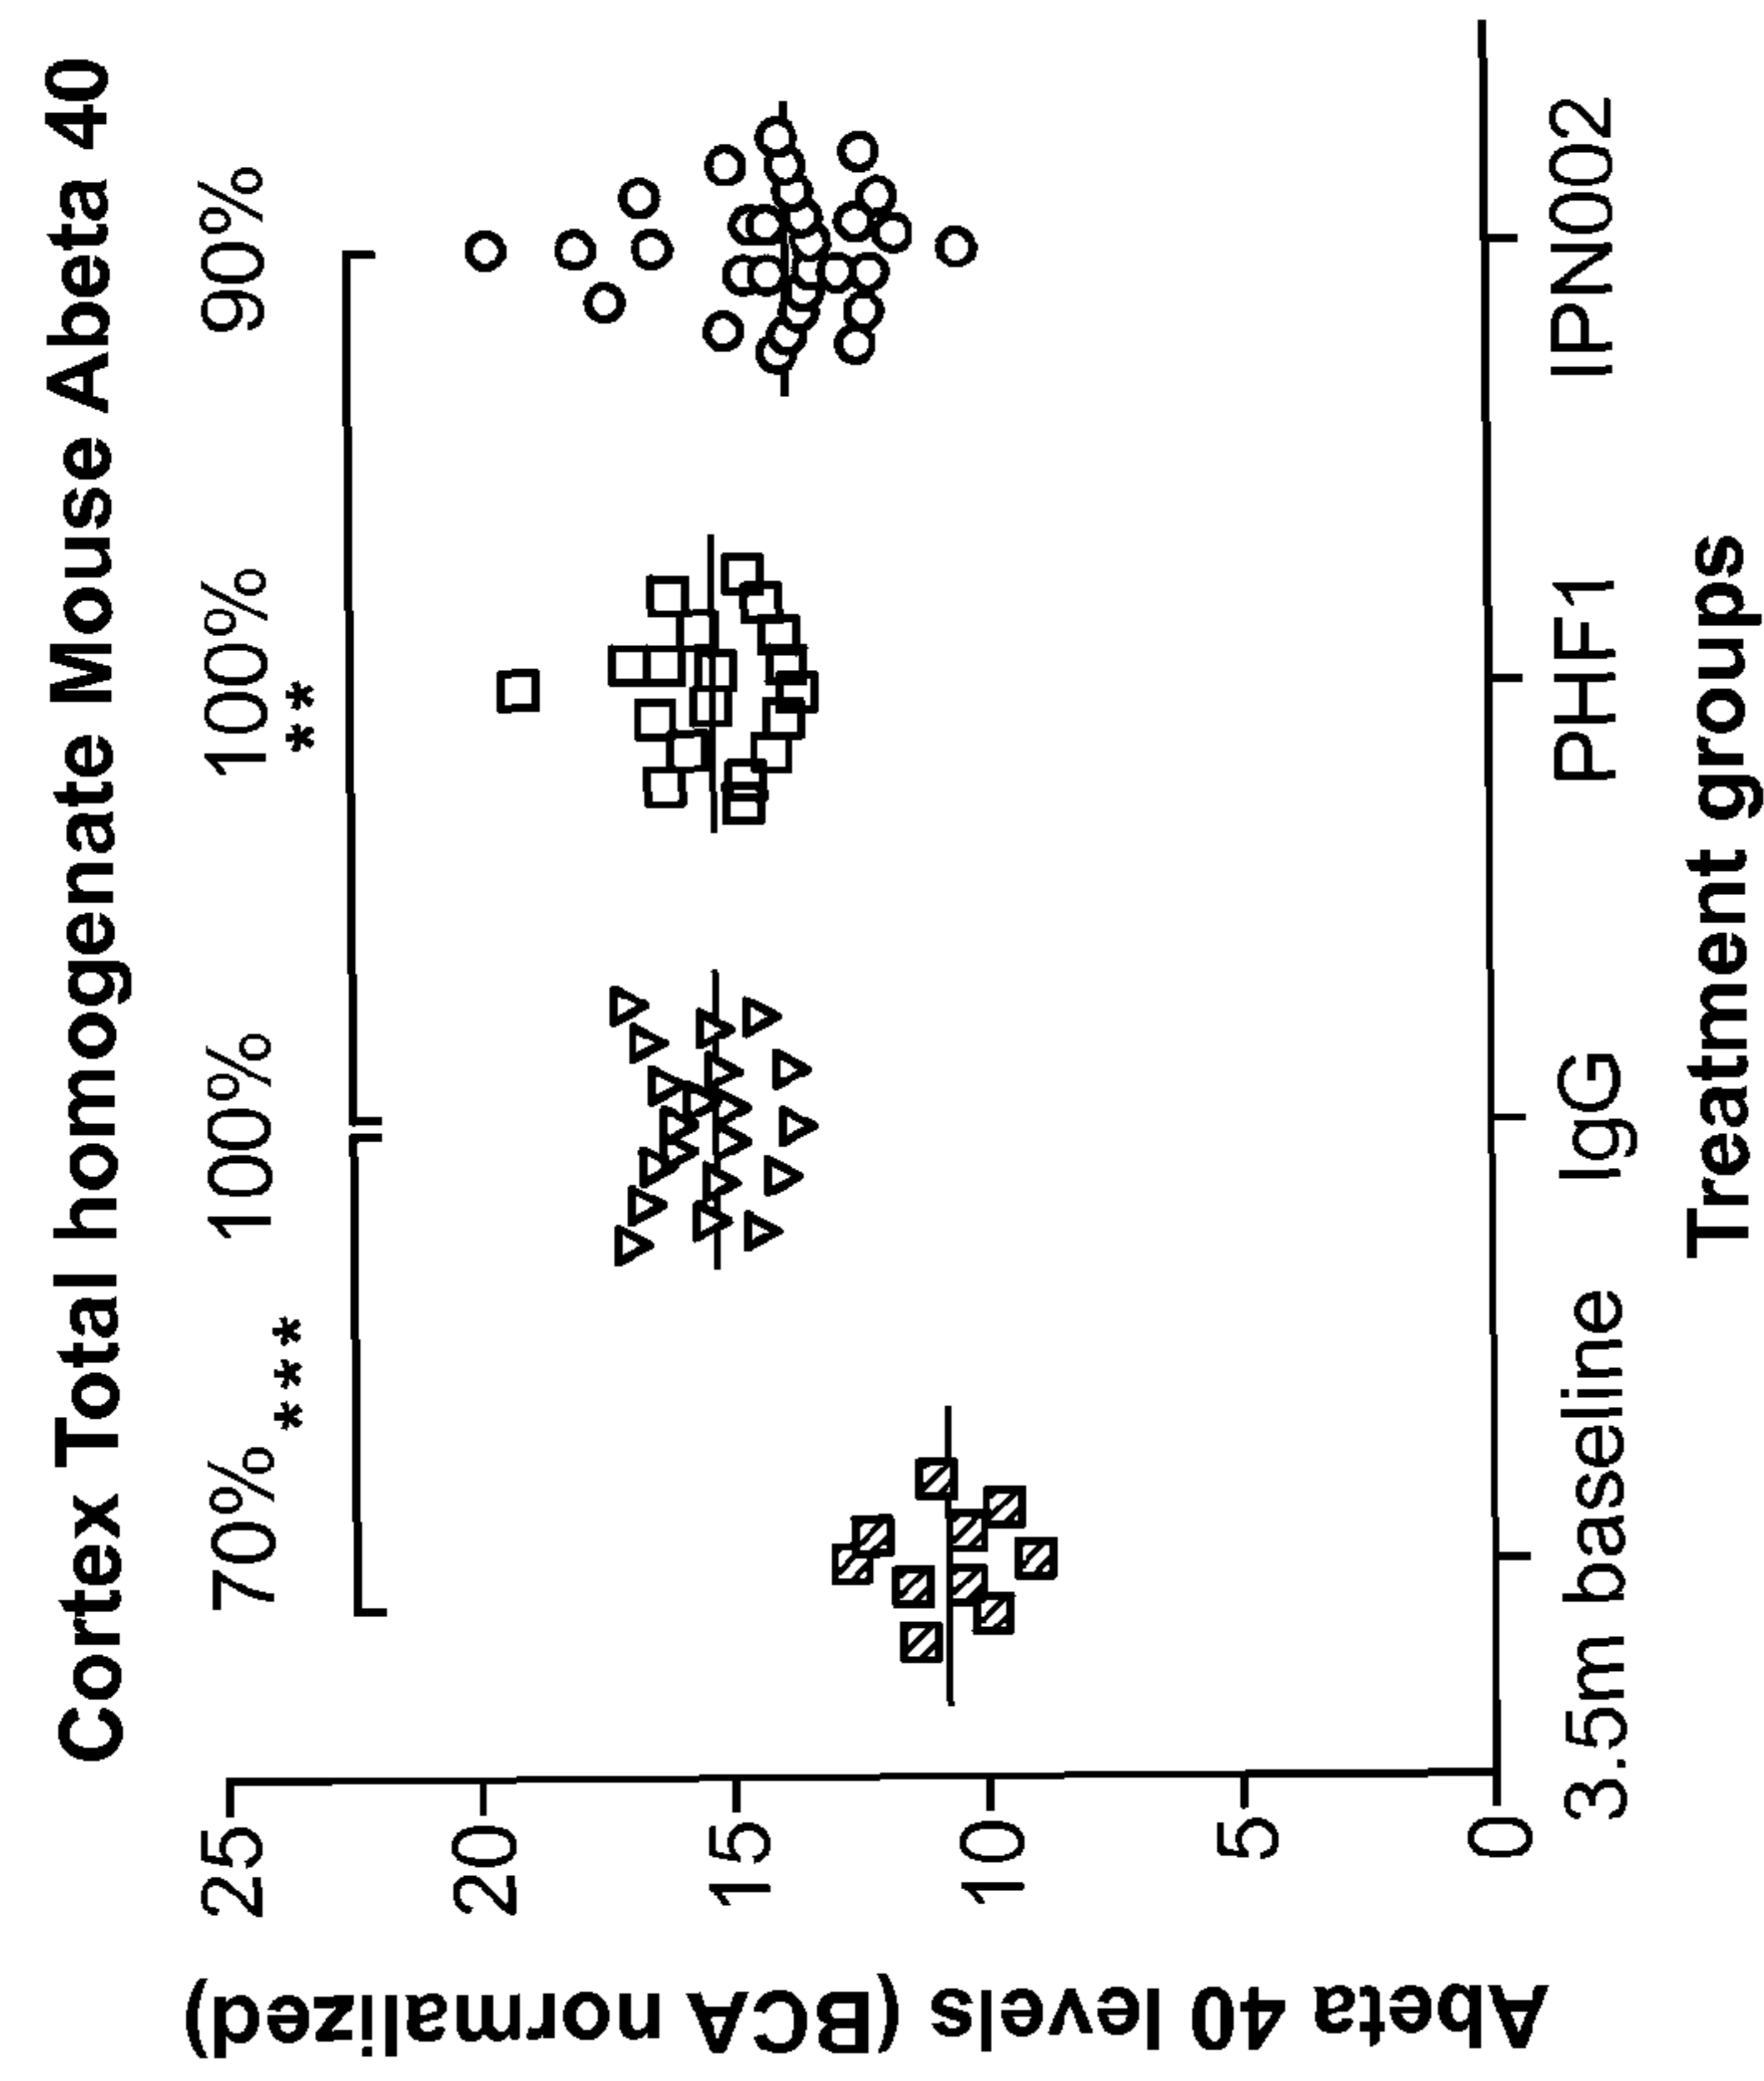 Cortex Total homogenate Mouse Abeta 40
70% 100% 100% 90%
*** **
Abeta 40 levels (BCA normalized)
25
20
15
10
5
0
3.5m baseline IgG PHF1 IPN002
Treatment groups